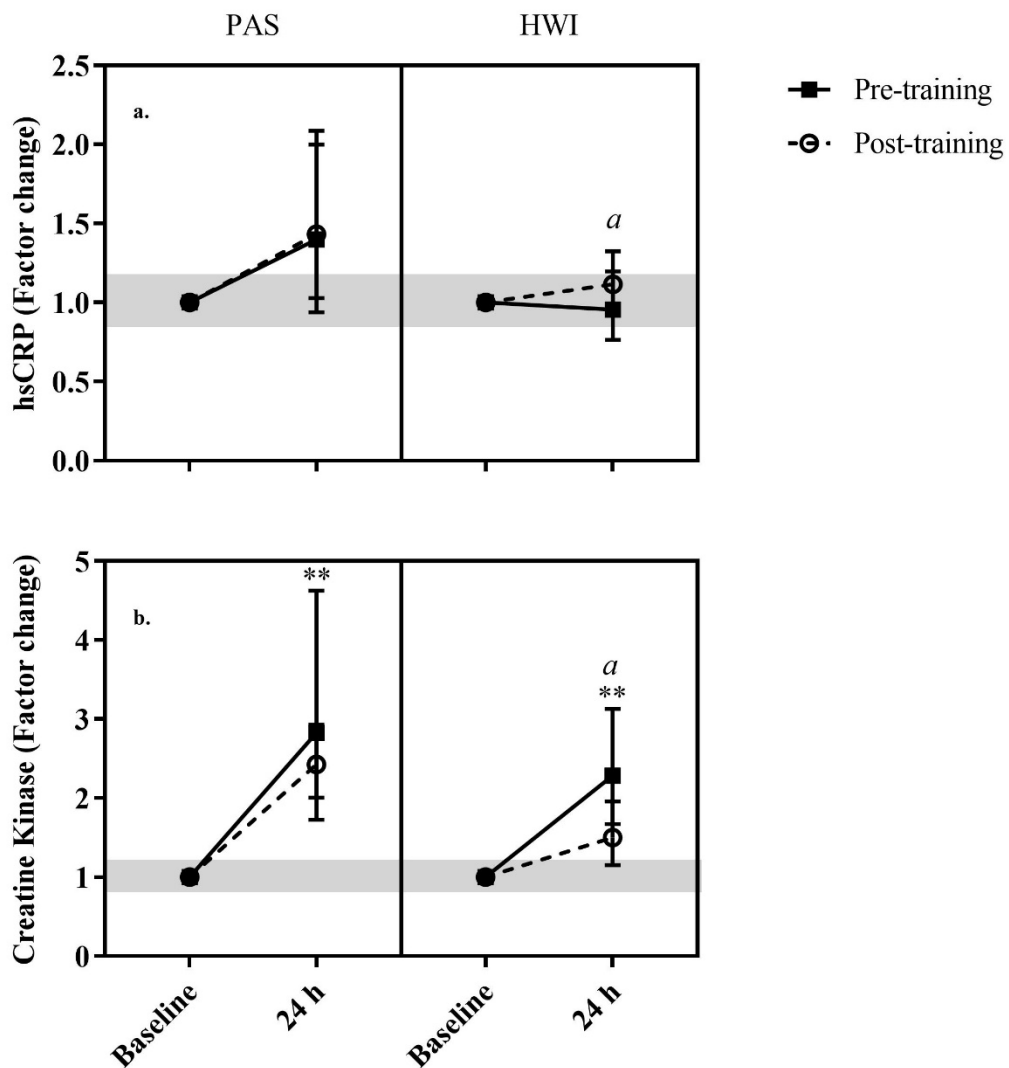 PAS HWI
Pre-training
Post-training
hsCRP (Factor change)
2.5
2.0
1.5
1.0
0.5
0.0
a.
a
Creatine Kinase (Factor change)
5
4
3
2
1
0
b.
**
a
**
Baseline 24 h Baseline 24 h